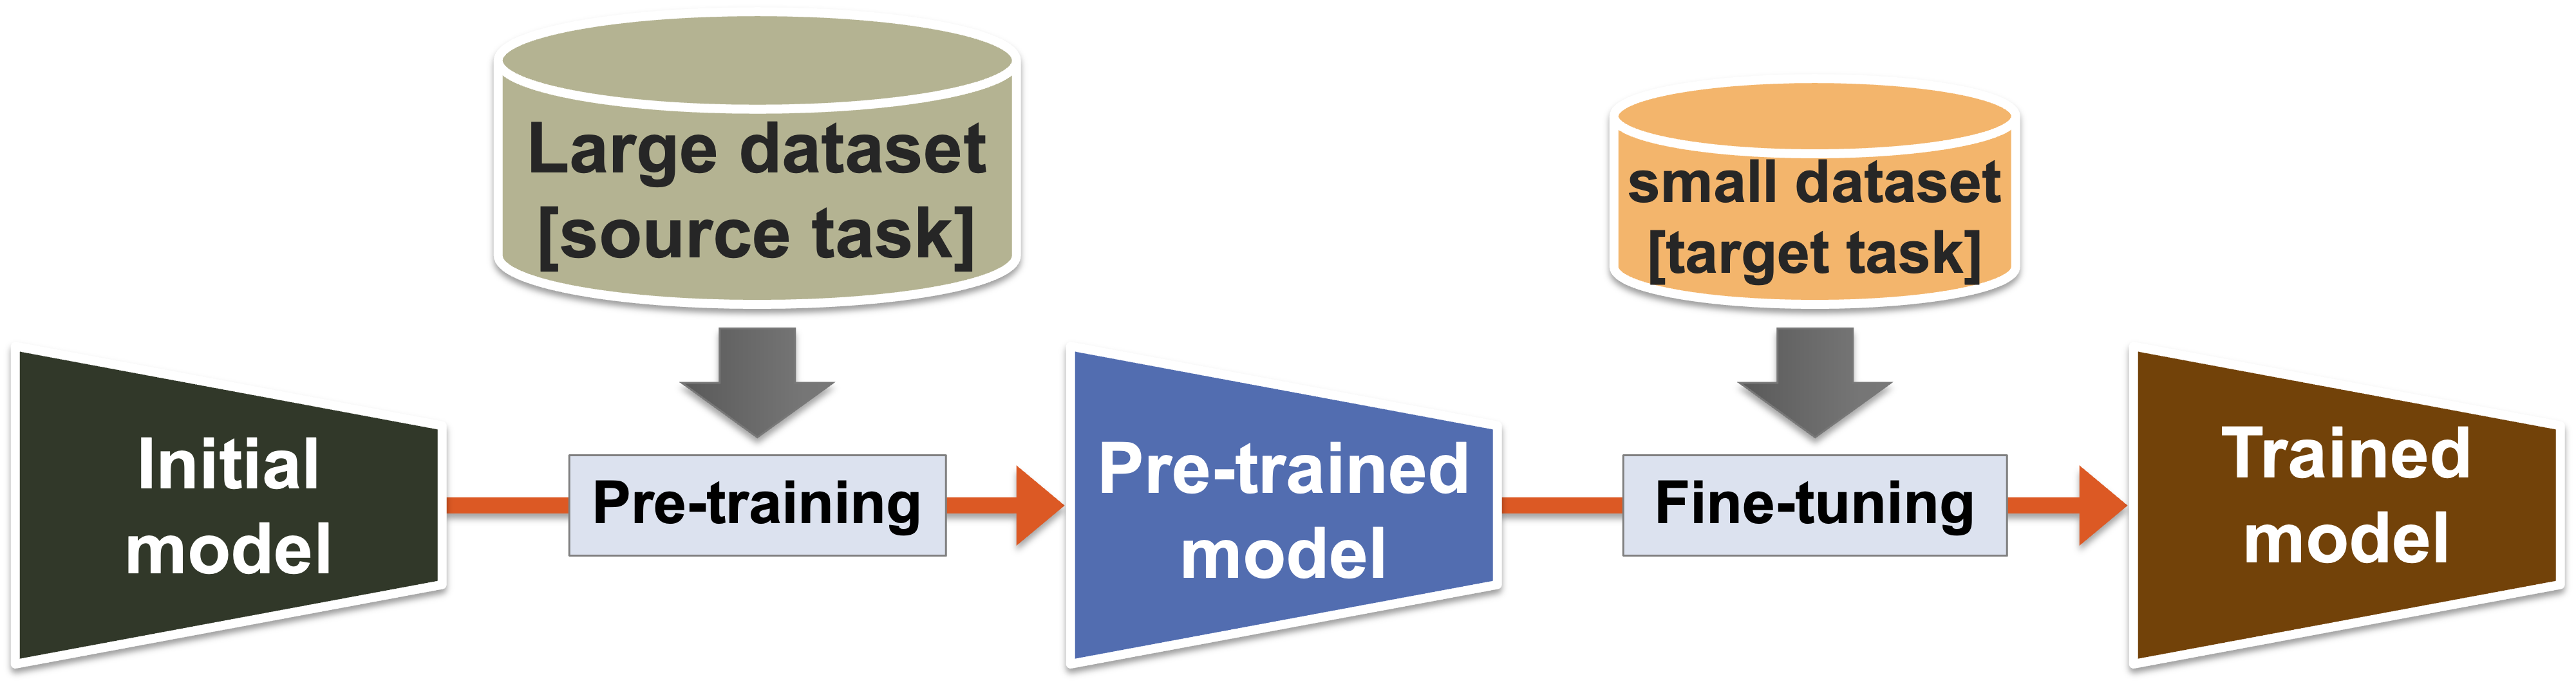 Large dataset
[source task]
small dataset
[target task]
Initial
model
Pre-training
Pre-trained
model
Fine-tuning
Trained
model